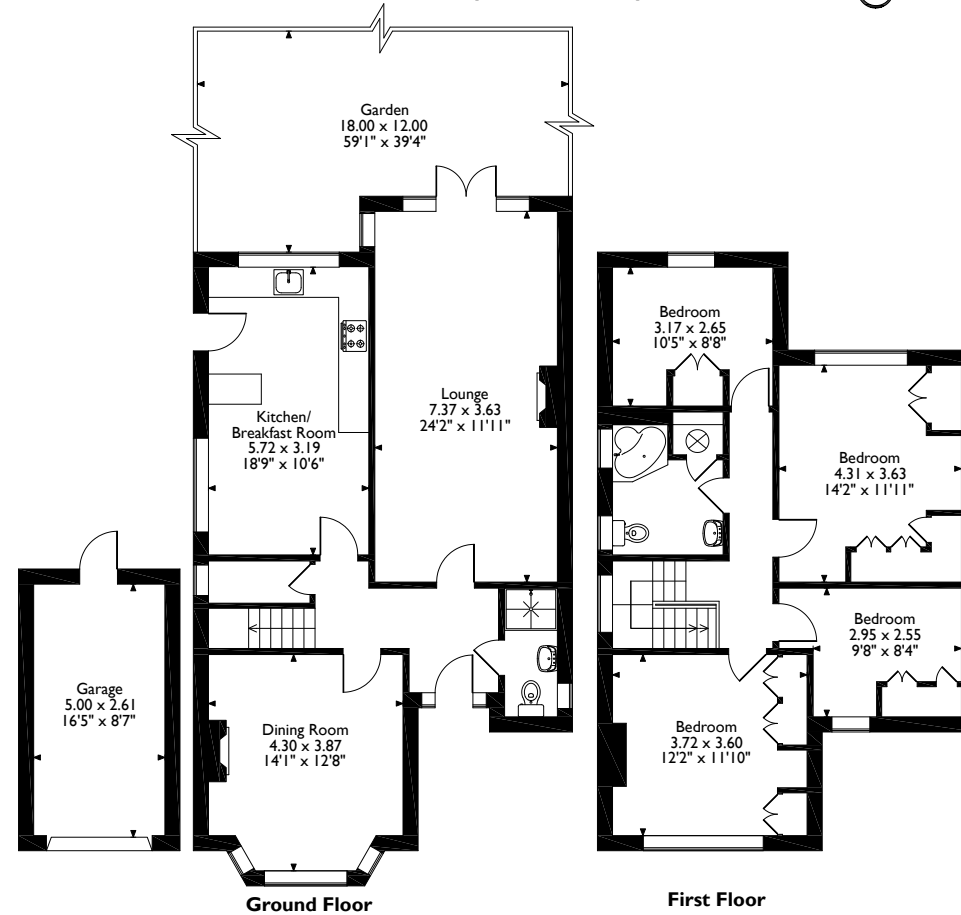 Garden
18.00 x 12.00
59'1" x 39'4"
Kitchen/
Breakfast Room
5.72 x 3.19
18'9" x 10'6"
Lounge
7.37 x 3.63
24'2" x 11'11"
Garage
5.00 x 2.61
16'5" x 8'7"
Dining Room
4.30 x 3.87
14'1" x 12'8"
Ground Floor
Bedroom
3.17 x 2.65
10'5" x 8'8"
Bedroom
4.31 x 3.63
14'2" x 11'11"
Bedroom
2.95 x 2.55
9'8" x 8'4"
Bedroom
3.72 x 3.60
12'2" x 11'10"
First Floor